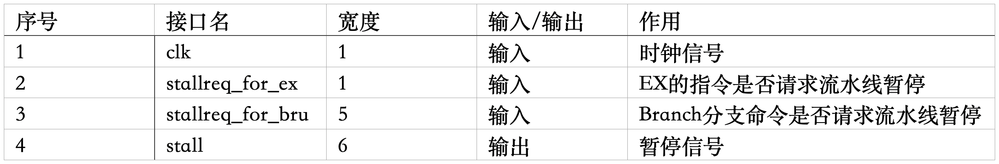 序号 接口名 宽度 输入/输出 作用
1 clk 1 输入 时钟信号
2 stallreq_for_ex 1 输入 EX的指令是否请求流水线暂停
3 stallreq_for_bru 5 输入 Branch分支命令是否请求流水线暂停
4 stall 6 输出 暂停信号